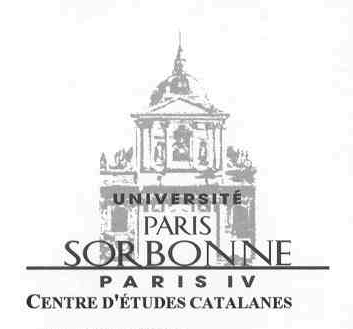 UNIVERSITÉ
PARIS
SORBONNE
PARIS IV
CENTRE D'ÉTUDES CATALANES